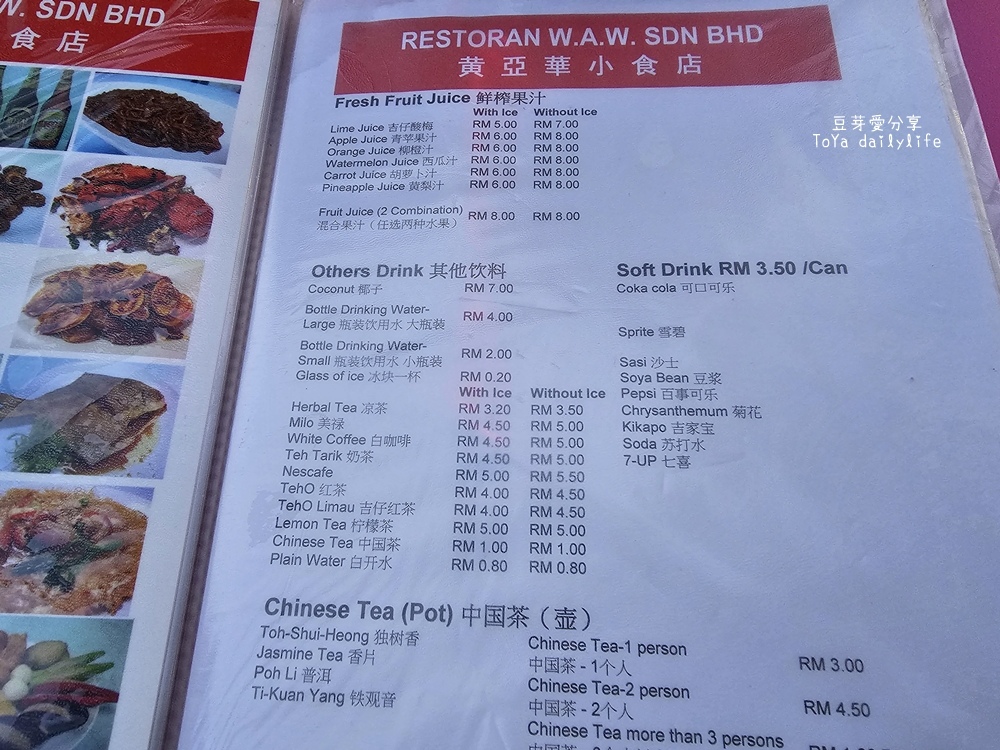 W. SDN BHD
食店
RESTORAN W.A.W. SDN BHD
黄亞華小食店
豆芽愛分享
ToYa dailylife
Fresh Fruit Juice 鲜榨果汁
With Ice Without Ice
Lime Juice 吉仔酸梅 RM 5.00 RM 7.00
Apple Juice 青苹果汁 RM 6.00 RM 8.00
Orange Juice 柳橙汁 RM 6.00 RM 8.00
Watermelon Juice 西瓜汁 RM 6.00 RM 8.00
Carrot Juice 胡萝卜汁 RM 6.00 RM 8.00
Pineapple Juice 黄梨汁 RM 6.00 RM 8.00
Fruit Juice (2 Combination) RM 8.00 RM 8.00
混合果汁（任选两种水果）
Others Drink 其他饮料
Coconut 椰子 RM 7.00
Bottle Drinking Water-
Large 瓶装饮用水 大瓶装 RM 4.00
Bottle Drinking Water-
Small 瓶装饮用水 小瓶装 RM 2.00
Glass of ice 冰块一杯 RM 0.20
With Ice Without Ice
Herbal Tea 凉茶 RM 3.20 RM 3.50
Milo 美禄 RM 4.50 RM 5.00
White Coffee 白咖啡 RM 4.50 RM 5.00
Teh Tarik 奶茶 RM 4.50 RM 5.00
Nescafe RM 5.00 RM 5.50
TehO 红茶 RM 4.00 RM 4.50
TehO Limau 吉仔红茶 RM 4.00 RM 4.50
Lemon Tea 柠檬茶 RM 5.00 RM 5.00
Chinese Tea 中国茶 RM 1.00 RM 1.00
Plain Water 白开水 RM 0.80 RM 0.80
Soft Drink RM 3.50 /Can
Coka cola 可口可乐
Sprite 雪碧
Sasi 沙士
Soya Bean 豆浆
Pepsi 百事可乐
Chrysanthemum 菊花
Kikapo 吉家宝
Soda 苏打水
7-UP 七喜
Chinese Tea (Pot) 中国茶（壶）
Toh-Shui-Heong 独树香
Jasmine Tea 香片
Poh Li 普洱
Ti-Kuan Yang 铁观音
Chinese Tea-1 person
中国茶 - 1个人 RM 3.00
Chinese Tea-2 person
中国茶 - 2个人 RM 4.50
Chinese Tea more than 3 persons